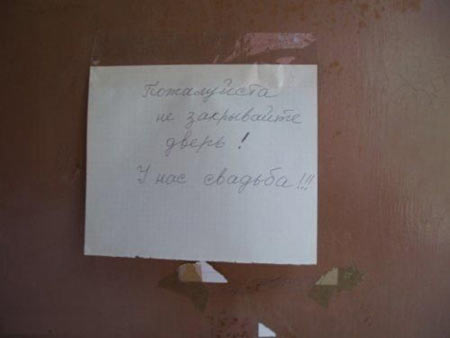 Пожалуйста
не закрывайте
дверь!
У нас свадьба!!!